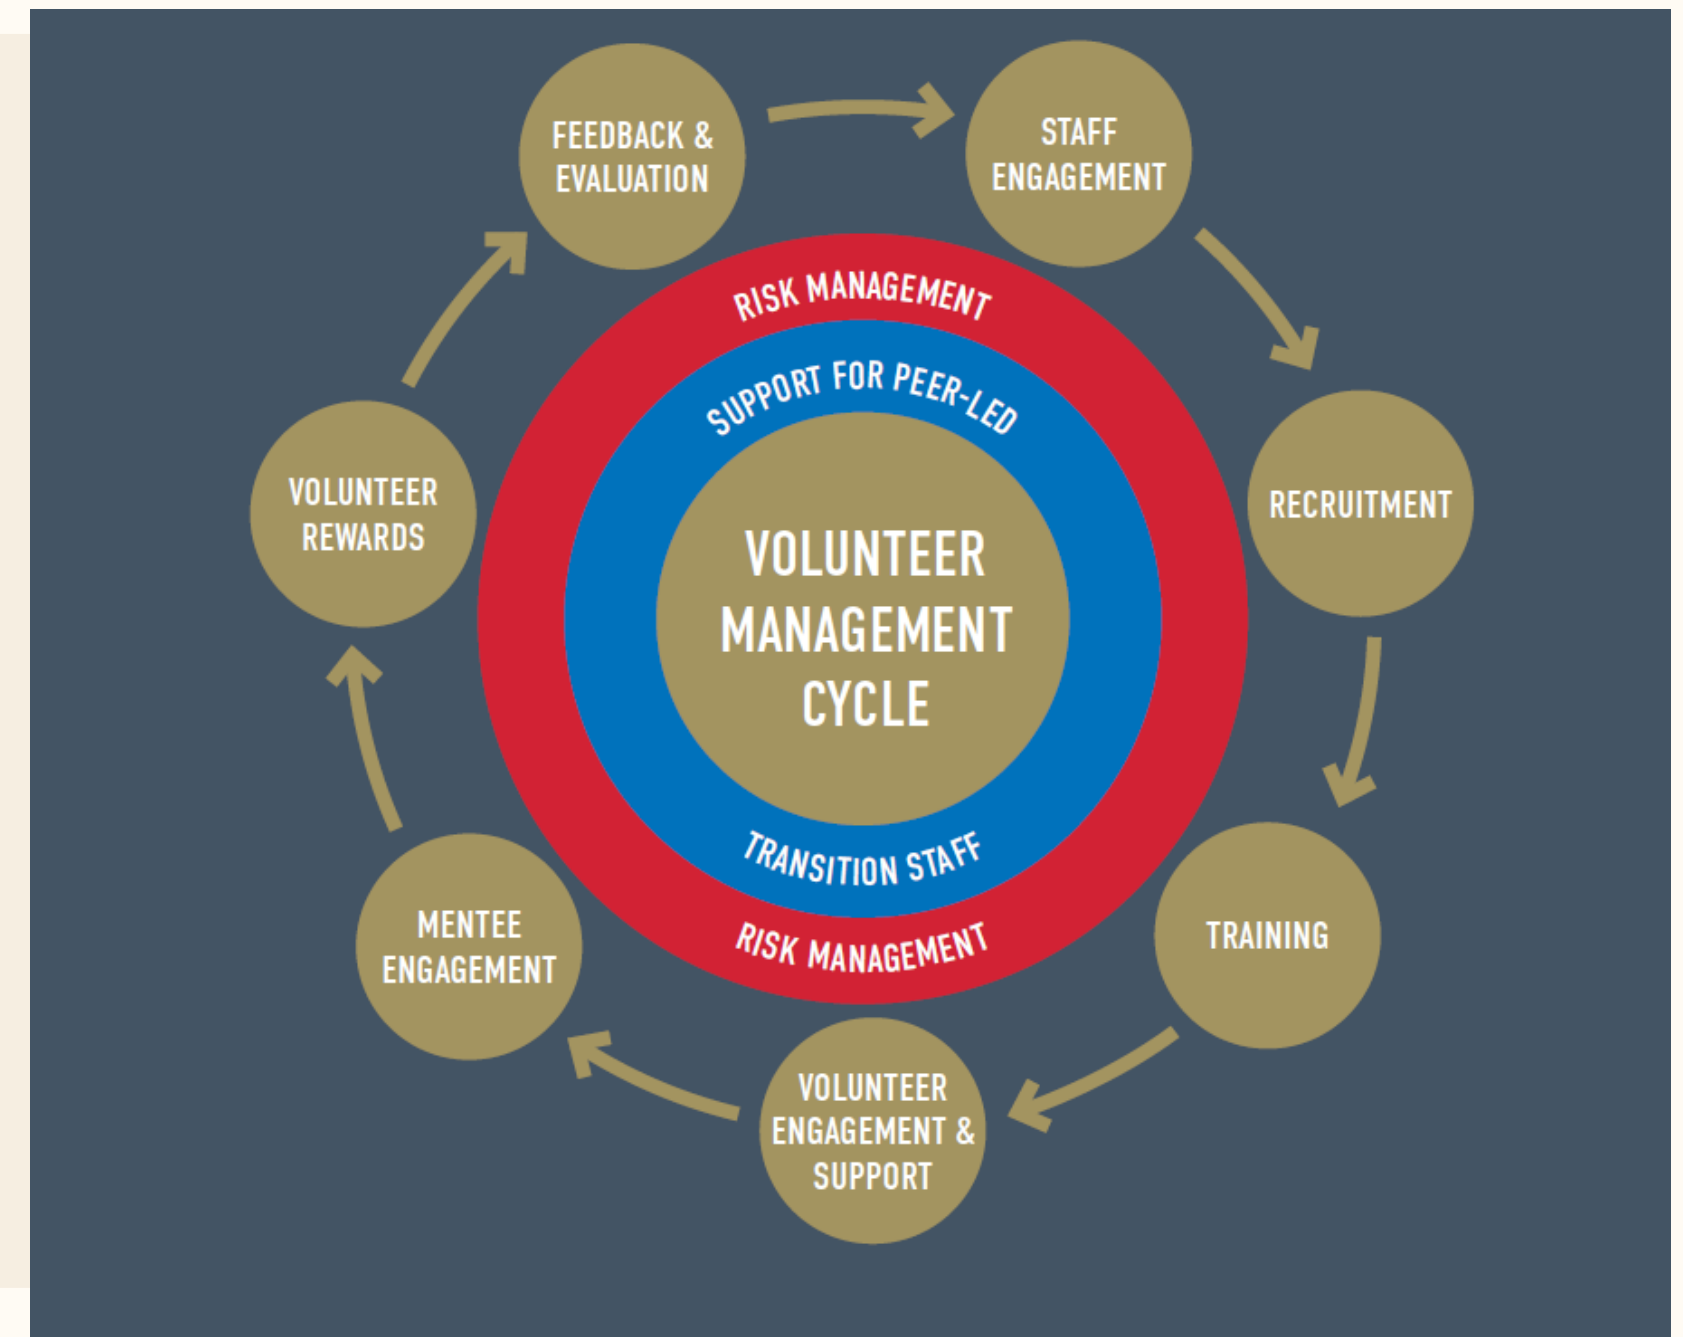 FEEDBACK &
EVALUATION
STAFF
ENGAGEMENT
RISK MANAGEMENT
SUPPORT FOR PEER-LED
VOLUNTEER
REWARDS
RECRUITMENT
VOLUNTEER
MANAGEMENT
CYCLE
TRANSITION STAFF
RISK MANAGEMENT
MENTEE
ENGAGEMENT
TRAINING
VOLUNTEER
ENGAGEMENT &
SUPPORT